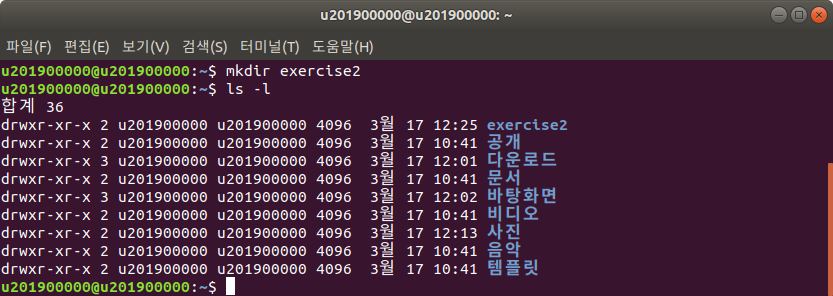 u201900000@u201900000: ~
파일(F) 편집(E) 보기(V) 검색(S) 터미널(T) 도움말(H)
u201900000@u201900000:~$ mkdir exercise2
u201900000@u201900000:~$ ls -l
합계 36
drwxr-xr-x 2 u201900000 u201900000 4096  3월 17 12:25 exercise2
drwxr-xr-x 2 u201900000 u201900000 4096  3월 17 10:41 공개
drwxr-xr-x 3 u201900000 u201900000 4096  3월 17 12:01 다운로드
drwxr-xr-x 2 u201900000 u201900000 4096  3월 17 10:41 문서
drwxr-xr-x 3 u201900000 u201900000 4096  3월 17 12:02 바탕화면
drwxr-xr-x 2 u201900000 u201900000 4096  3월 17 10:41 비디오
drwxr-xr-x 2 u201900000 u201900000 4096  3월 17 12:13 사진
drwxr-xr-x 2 u201900000 u201900000 4096  3월 17 10:41 음악
drwxr-xr-x 2 u201900000 u201900000 4096  3월 17 10:41 템플릿
u201900000@u201900000:~$